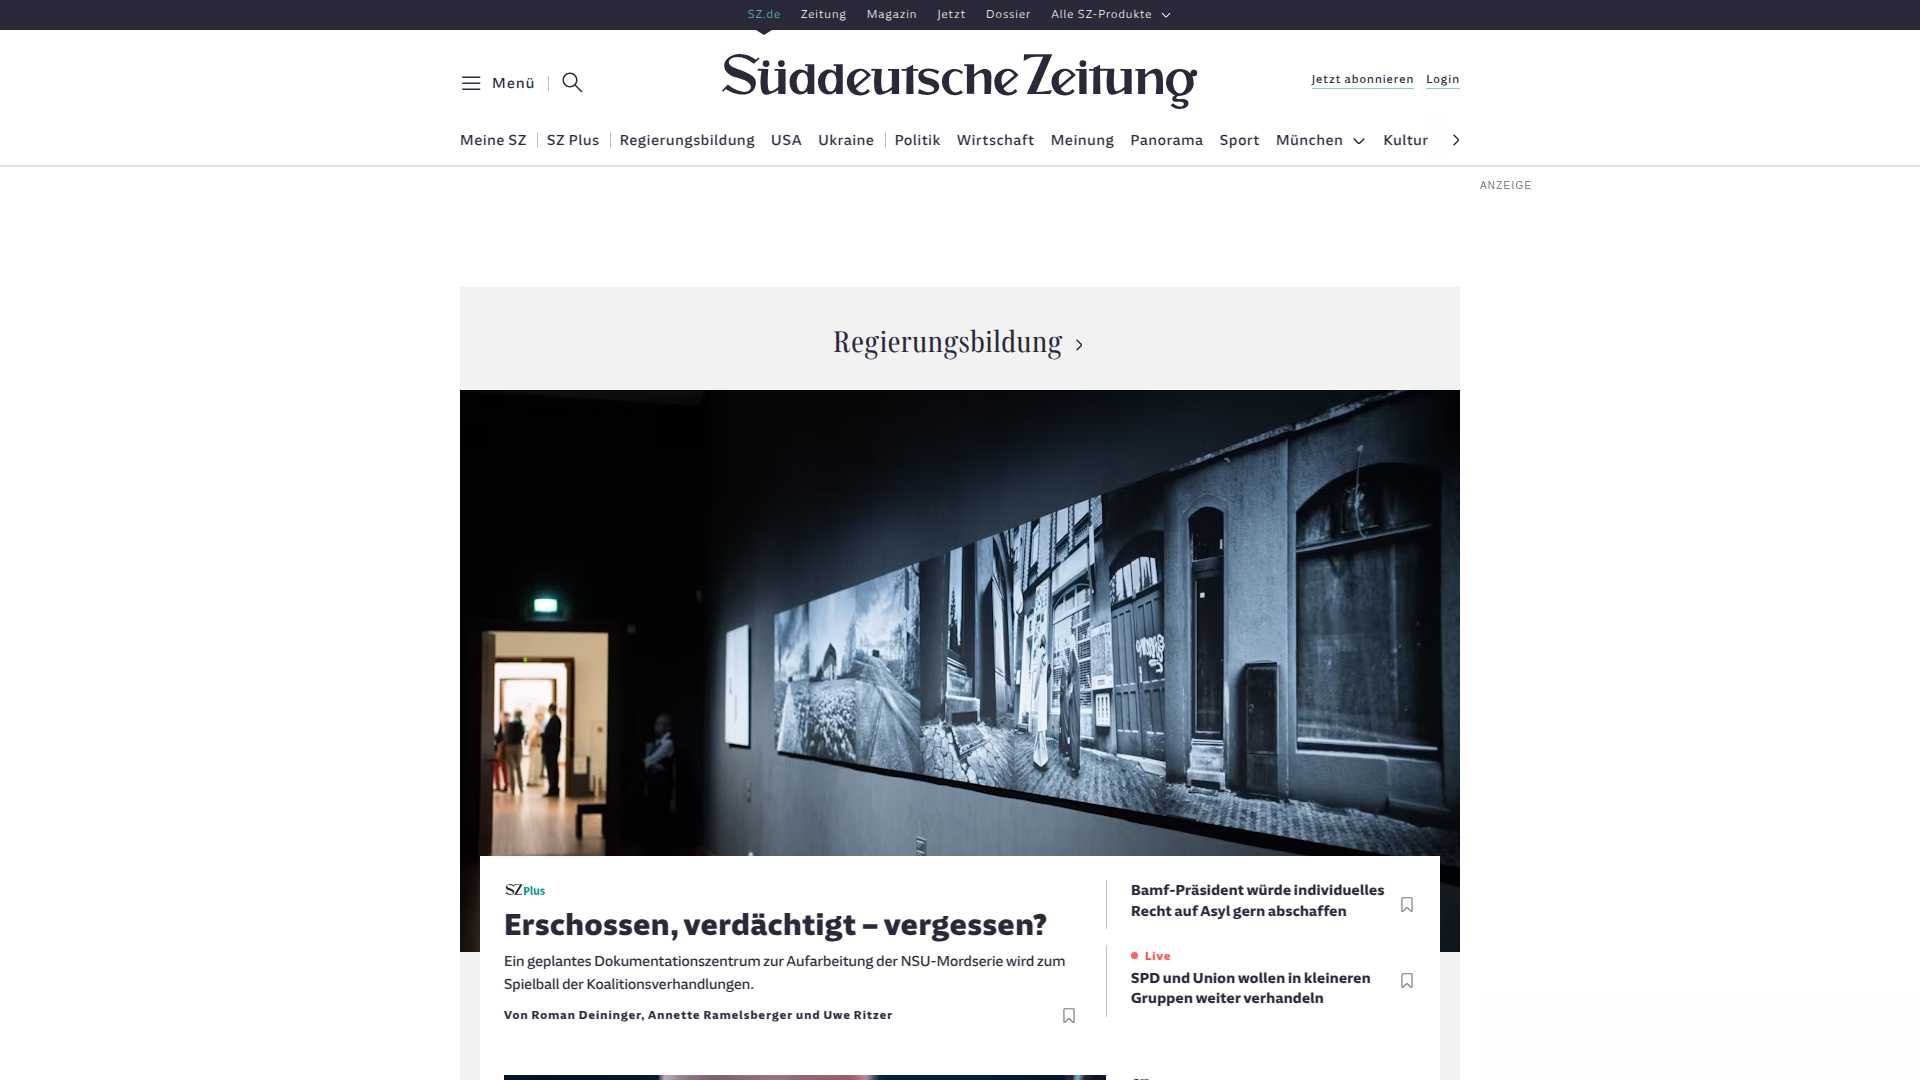 SZ.de Zeitung Magazin Jetzt Dossier Alle SZ-Produkte
Menü
Süddeutsche Zeitung
Jetzt abonnieren Login
Meine SZ SZ Plus Regierungsbildung USA Ukraine Politik Wirtschaft Meinung Panorama Sport München Kultur
ANZEIGE
Regierungsbildung
SZ Plus
Erschossen, verdächtigt – vergessen?
Ein geplantes Dokumentationszentrum zur Aufarbeitung der NSU-Mordserie wird zum
Spielball der Koalitionsverhandlungen.
Von Roman Deininger, Annette Ramelsberger und Uwe Ritzer
Bamf-Präsident würde individuelles
Recht auf Asyl gern abschaffen
Live
SPD und Union wollen in kleineren
Gruppen weiter verhandeln